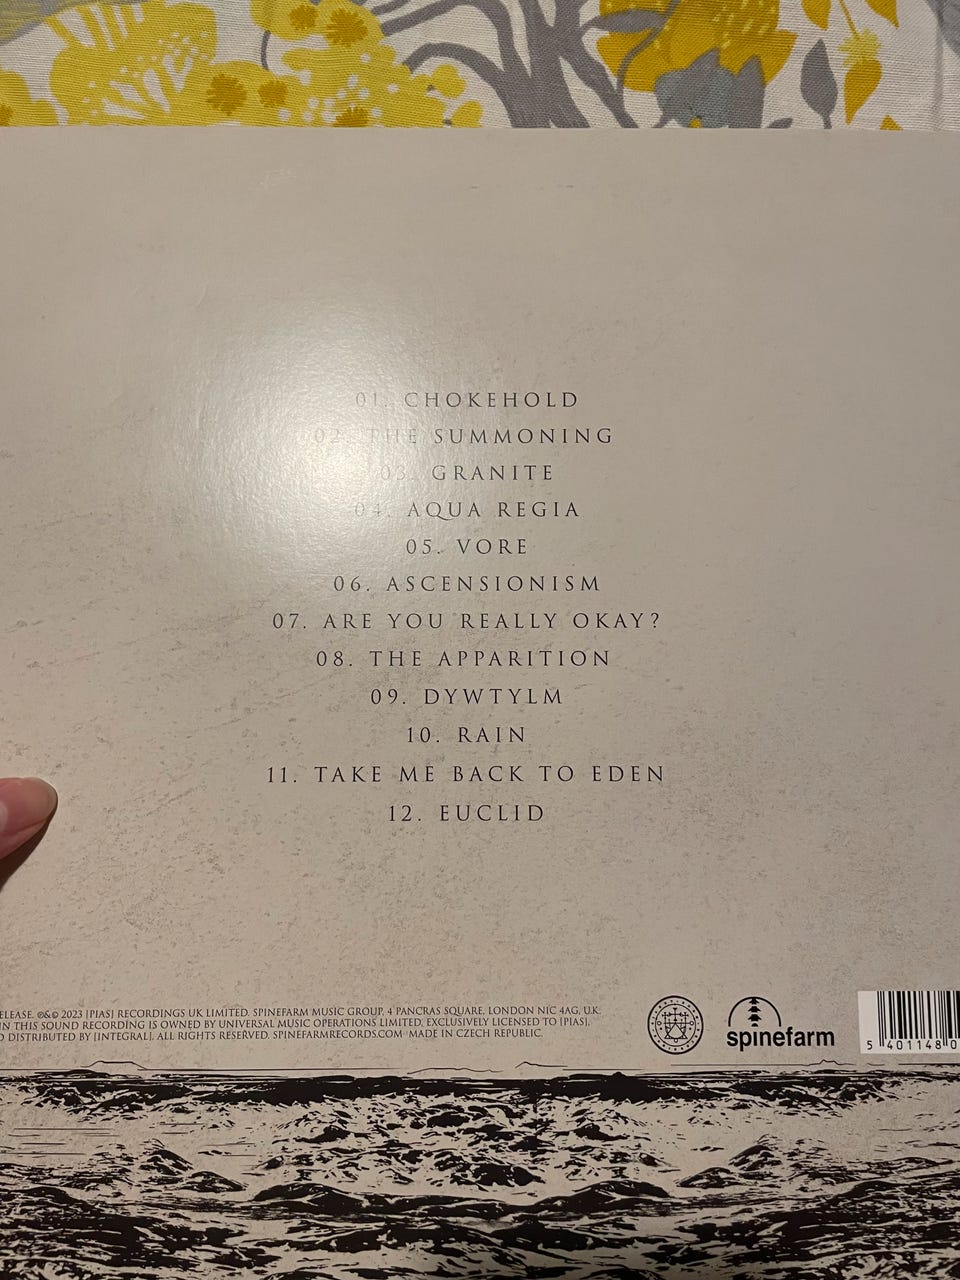 01. CHOKEHOLD
02. THE SUMMONING
03. GRANITE
04. AQUA REGIA
05. VORE
06. ASCENSIONISM
07. ARE YOU REALLY OKAY?
08. THE APPARITION
09. DYWTYLM
10. RAIN
11. TAKE ME BACK TO EDEN
12. EUCLID
ELEASE. ℗&© 2023 [PIAS] RECORDINGS UK LIMITED. SPINEFARM MUSIC GROUP, 4 PANCRAS SQUARE, LONDON N1C 4AG, U.K.
IN THIS SOUND RECORDING IS OWNED BY UNIVERSAL MUSIC OPERATIONS LIMITED, EXCLUSIVELY LICENSED TO [PIAS],
D DISTRIBUTED BY [INTEGRAL]. ALL RIGHTS RESERVED. SPINEFARMRECORDS.COM MADE IN CZECH REPUBLIC.
spinefarm
5 401148 0